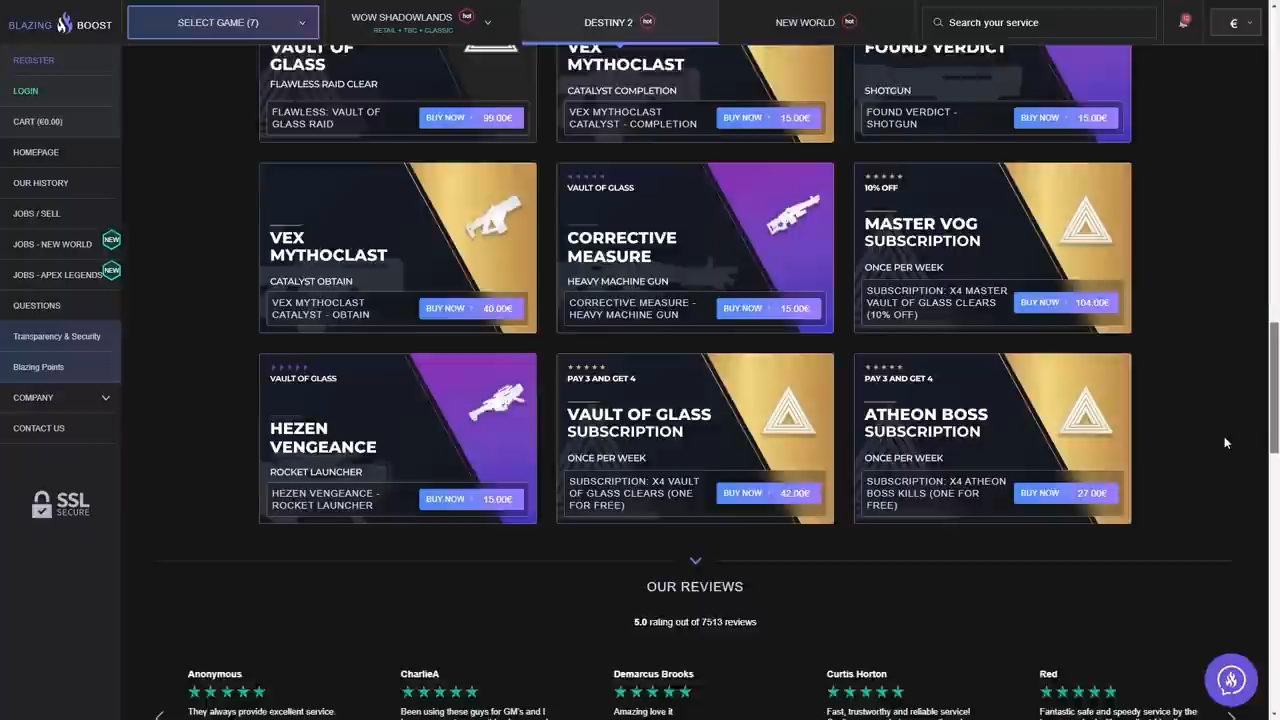 BLAZING BOOST
SELECT GAME (7)
WOW SHADOWLANDS hot
RETAIL + TBC + CLASSIC
DESTINY 2 hot
NEW WORLD hot
Search your service
€
REGISTER
LOGIN
CART (€0.00)
HOMEPAGE
OUR HISTORY
JOBS / SELL
JOBS - NEW WORLD NEW
JOBS - APEX LEGENDS NEW
QUESTIONS
Transparency & Security
Blazing Points
COMPANY
CONTACT US
SSL
SECURE
VAULT OF
GLASS
FLAWLESS RAID CLEAR
FLAWLESS: VAULT OF
GLASS RAID
BUY NOW 99.00€
VEX
MYTHOCLAST
CATALYST COMPLETION
VEX MYTHOCLAST
CATALYST - COMPLETION
BUY NOW 15.00€
FOUND VERDICT
SHOTGUN
FOUND VERDICT -
SHOTGUN
BUY NOW 15.00€
VEX
MYTHOCLAST
CATALYST OBTAIN
VEX MYTHOCLAST
CATALYST - OBTAIN
BUY NOW 40.00€
VAULT OF GLASS
CORRECTIVE
MEASURE
HEAVY MACHINE GUN
CORRECTIVE MEASURE -
HEAVY MACHINE GUN
BUY NOW 15.00€
10% OFF
MASTER VOG
SUBSCRIPTION
ONCE PER WEEK
SUBSCRIPTION: X4 MASTER
VAULT OF GLASS CLEARS
(10% OFF)
BUY NOW 104.00€
VAULT OF GLASS
HEZEN
VENGEANCE
ROCKET LAUNCHER
HEZEN VENGEANCE -
ROCKET LAUNCHER
BUY NOW 15.00€
PAY 3 AND GET 4
VAULT OF GLASS
SUBSCRIPTION
ONCE PER WEEK
SUBSCRIPTION: X4 VAULT
OF GLASS CLEARS (ONE
FOR FREE)
BUY NOW 42.00€
PAY 3 AND GET 4
ATHEON BOSS
SUBSCRIPTION
ONCE PER WEEK
SUBSCRIPTION: X4 ATHEON
BOSS KILLS (ONE FOR
FREE)
BUY NOW 27.00€
OUR REVIEWS
5.0 rating out of 7513 reviews
Anonymous
They always provide excellent service
CharlieA
Been using these guys for GM's and I
Demarcus Brooks
Amazing love it
Curtis Horton
Fast, trustworthy and reliable service!
Red
Fantastic safe and speedy service by the